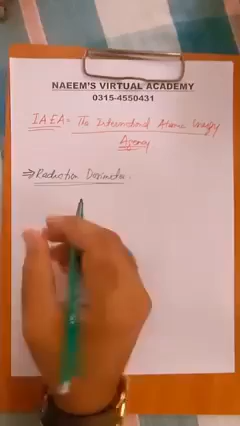 NAEEM'S VIRTUAL ACADEMY
0315-4550431
IAEA = The International Atomic Energy
Agency.
⇒ Radiation Dosimeter.